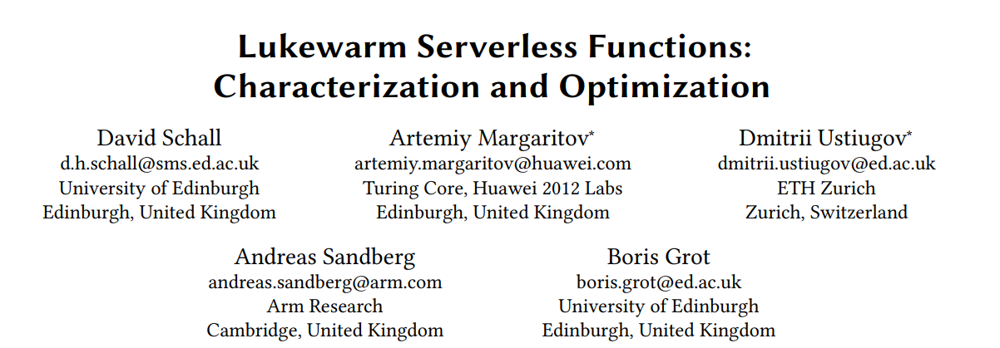 Lukewarm Serverless Functions:
Characterization and Optimization
David Schall
d.h.schall@sms.ed.ac.uk
University of Edinburgh
Edinburgh, United Kingdom
Artemiy Margaritov*
artemiy.margaritov@huawei.com
Turing Core, Huawei 2012 Labs
Edinburgh, United Kingdom
Dmitrii Ustiugov*
dmitrii.ustiugov@ed.ac.uk
ETH Zurich
Zurich, Switzerland
Andreas Sandberg
andreas.sandberg@arm.com
Arm Research
Cambridge, United Kingdom
Boris Grot
boris.grot@ed.ac.uk
University of Edinburgh
Edinburgh, United Kingdom